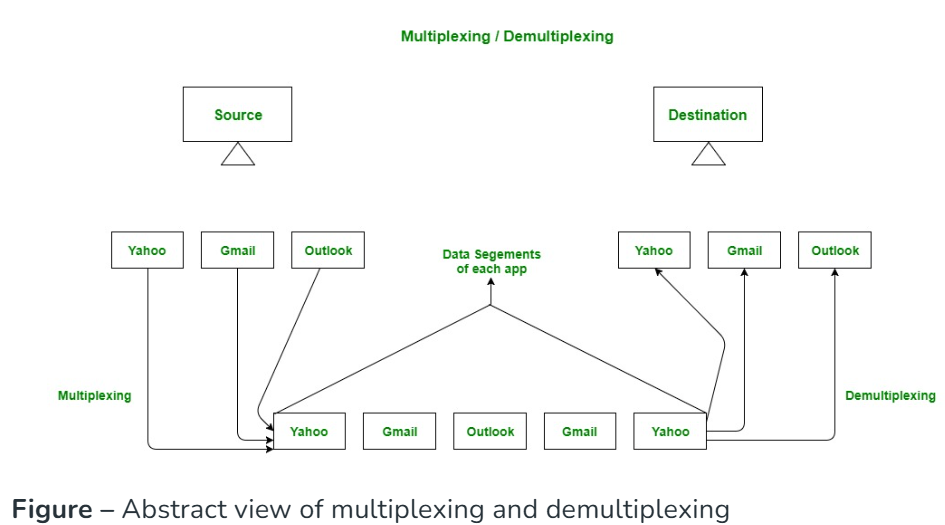 Multiplexing / Demultiplexing
Source
Destination
Yahoo
Gmail
Outlook
Data Segements
of each app
Yahoo
Gmail
Outlook
Multiplexing
Demultiplexing
Yahoo
Gmail
Outlook
Gmail
Yahoo
Figure – Abstract view of multiplexing and demultiplexing